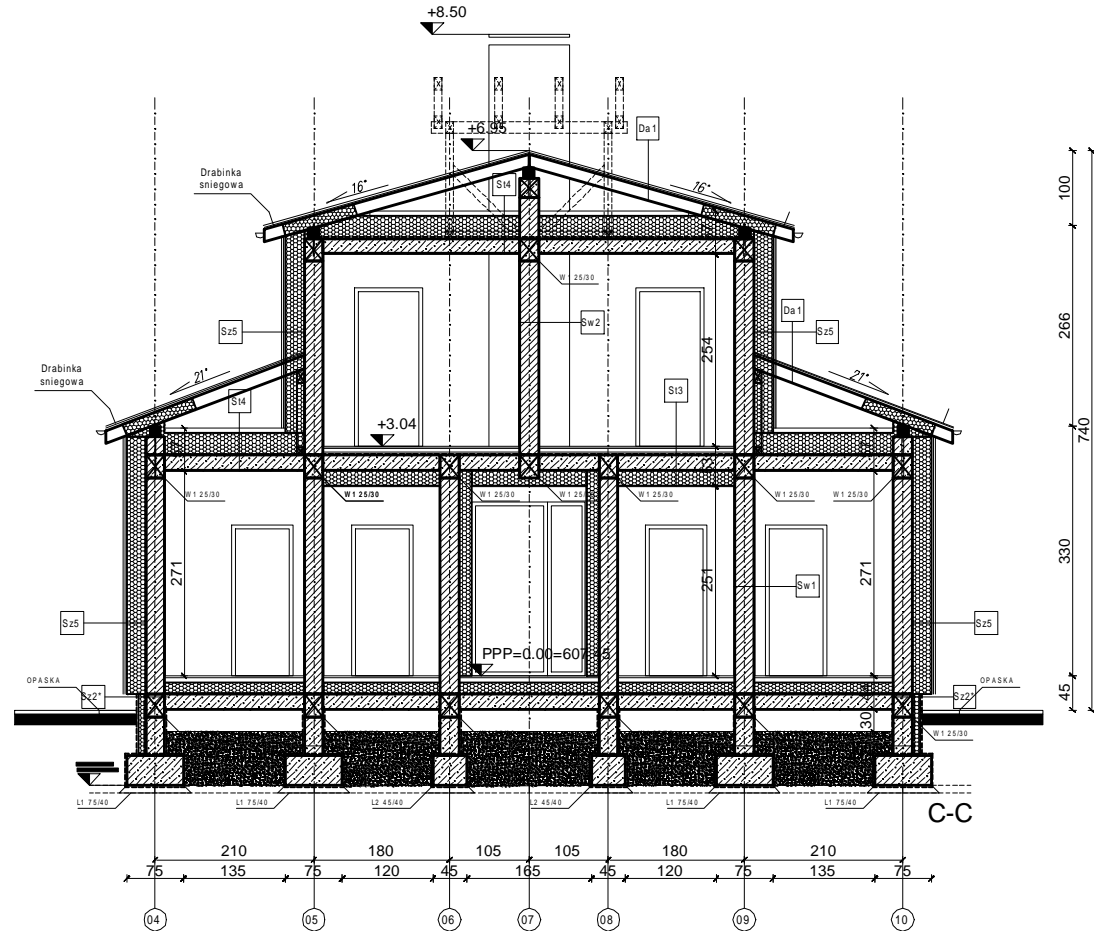 +8.50
+6.95
Da1
Drabinka
sniegowa
16°
St4
16°
100
W1 25/30
Da1
Sz5
Sw2
Sz5
266
254
Drabinka
sniegowa
21°
21°
St4
St3
+3.04
740
53
W1 25/30
W1 25/30
W1 25/30
W1 25/30
W1 25/30
W1 25/30
271
251
271
330
Sw1
Sz5
Sz5
PPP=0.00=607.45
OPASKA
Sz2*
Sz2*
OPASKA
45
30
W1 25/30
L1 75/40
L1 75/40
L2 45/40
L2 45/40
L1 75/40
L1 75/40
C-C
210
180
105
105
180
210
75
135
75
120
45
165
45
120
75
135
75
04
05
06
07
08
09
10